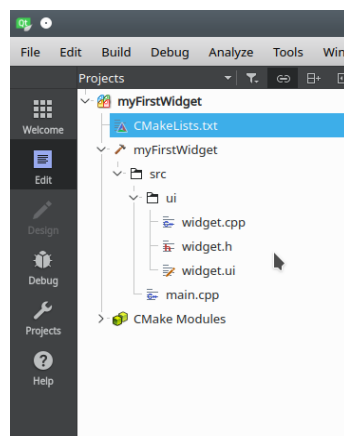 Qt
File Edit Build Debug Analyze Tools
Projects
myFirstWidget
Welcome
CMakeLists.txt
myFirstWidget
Edit
src
ui
Design
widget.cpp
widget.h
widget.ui
Debug
main.cpp
CMake Modules
Projects
Help